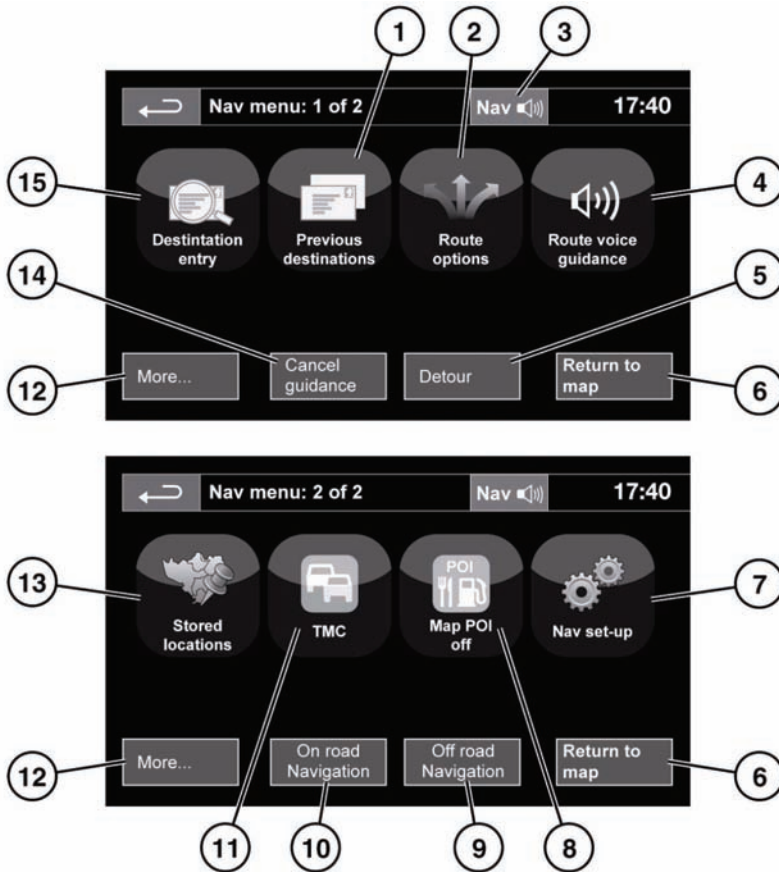 1 2 3
Nav menu: 1 of 2 Nav 17:40
15 4
Destintation entry
Previous destinations
Route options
Route voice guidance
14 5
12 6
More...
Cancel guidance
Detour
Return to map
Nav menu: 2 of 2 Nav 17:40
13 7
POI
Stored locations
TMC
Map POI off
Nav set-up
12 6
More...
On road Navigation
Off road Navigation
Return to map
11 10 9 8